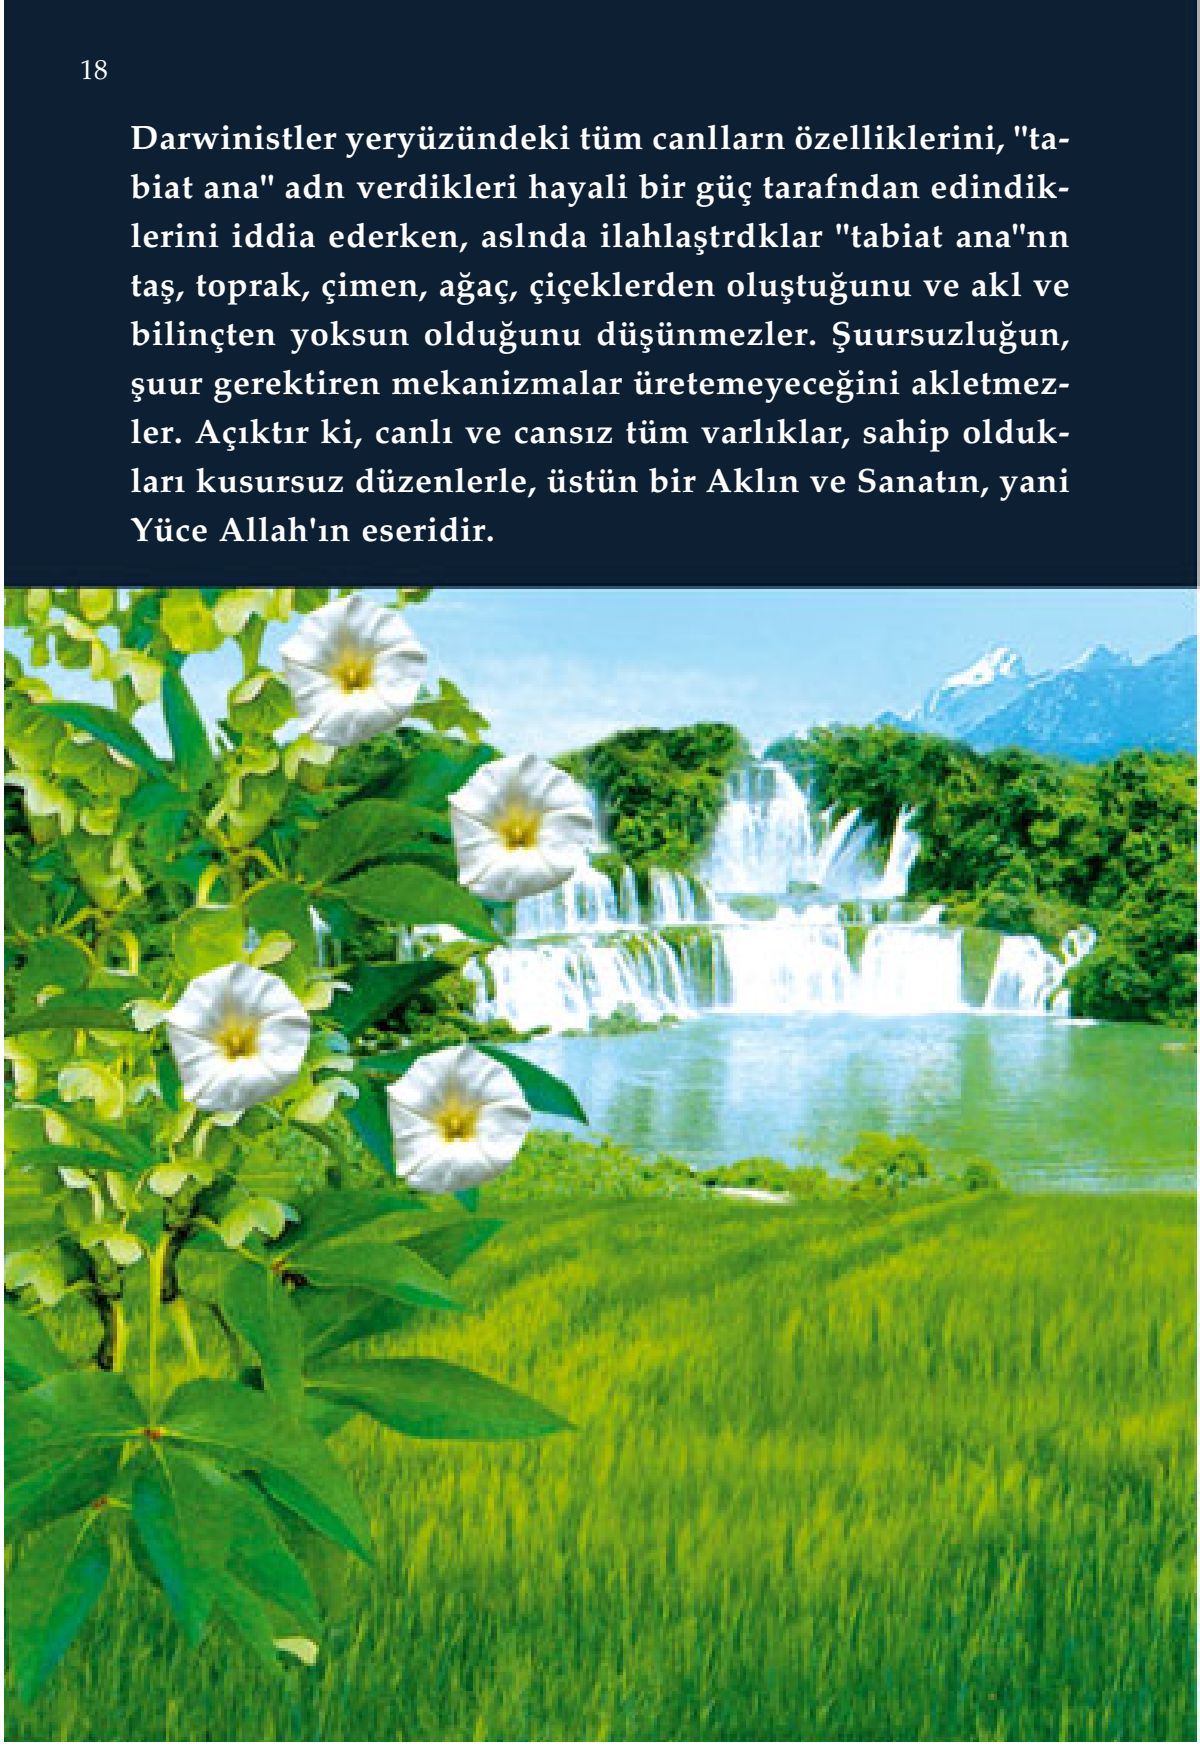 18
Darwinistler yeryüzündeki tüm canllarn özelliklerini, "ta-
biat ana" adn verdikleri hayali bir güç tarafndan edindik-
lerini iddia ederken, aslnda ilahlaştrdklar "tabiat ana"nn
taş, toprak, çimen, ağaç, çiçeklerden oluştuğunu ve akl ve
bilinçten yoksun olduğunu düşünmezler. Şuursuzluğun,
şuur gerektiren mekanizmalar üretemeyeceğini akletmez-
ler. Açıktır ki, canlı ve cansız tüm varlıklar, sahip olduk-
ları kusursuz düzenlerle, üstün bir Aklın ve Sanatın, yani
Yüce Allah'ın eseridir.